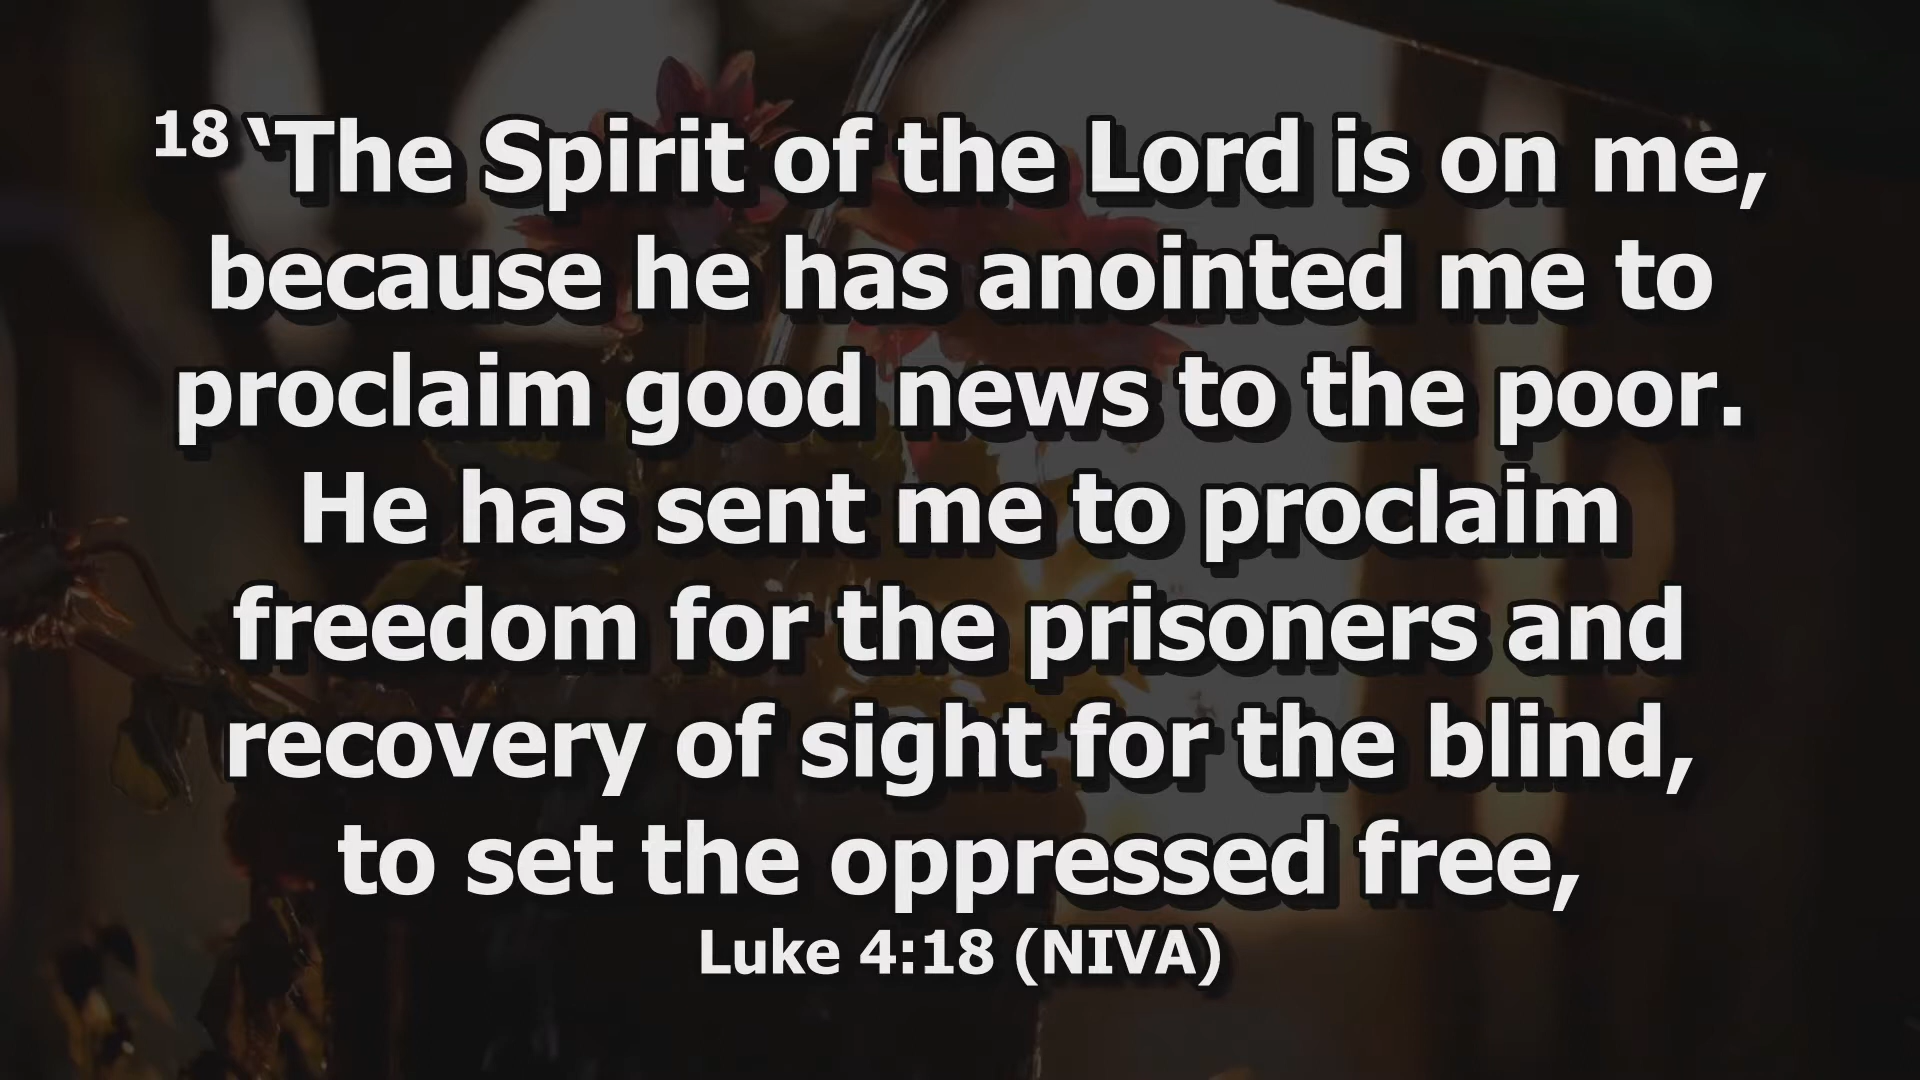 18 ‘The Spirit of the Lord is on me,
because he has anointed me to
proclaim good news to the poor.
He has sent me to proclaim
freedom for the prisoners and
recovery of sight for the blind,
to set the oppressed free,
Luke 4:18 (NIVA)